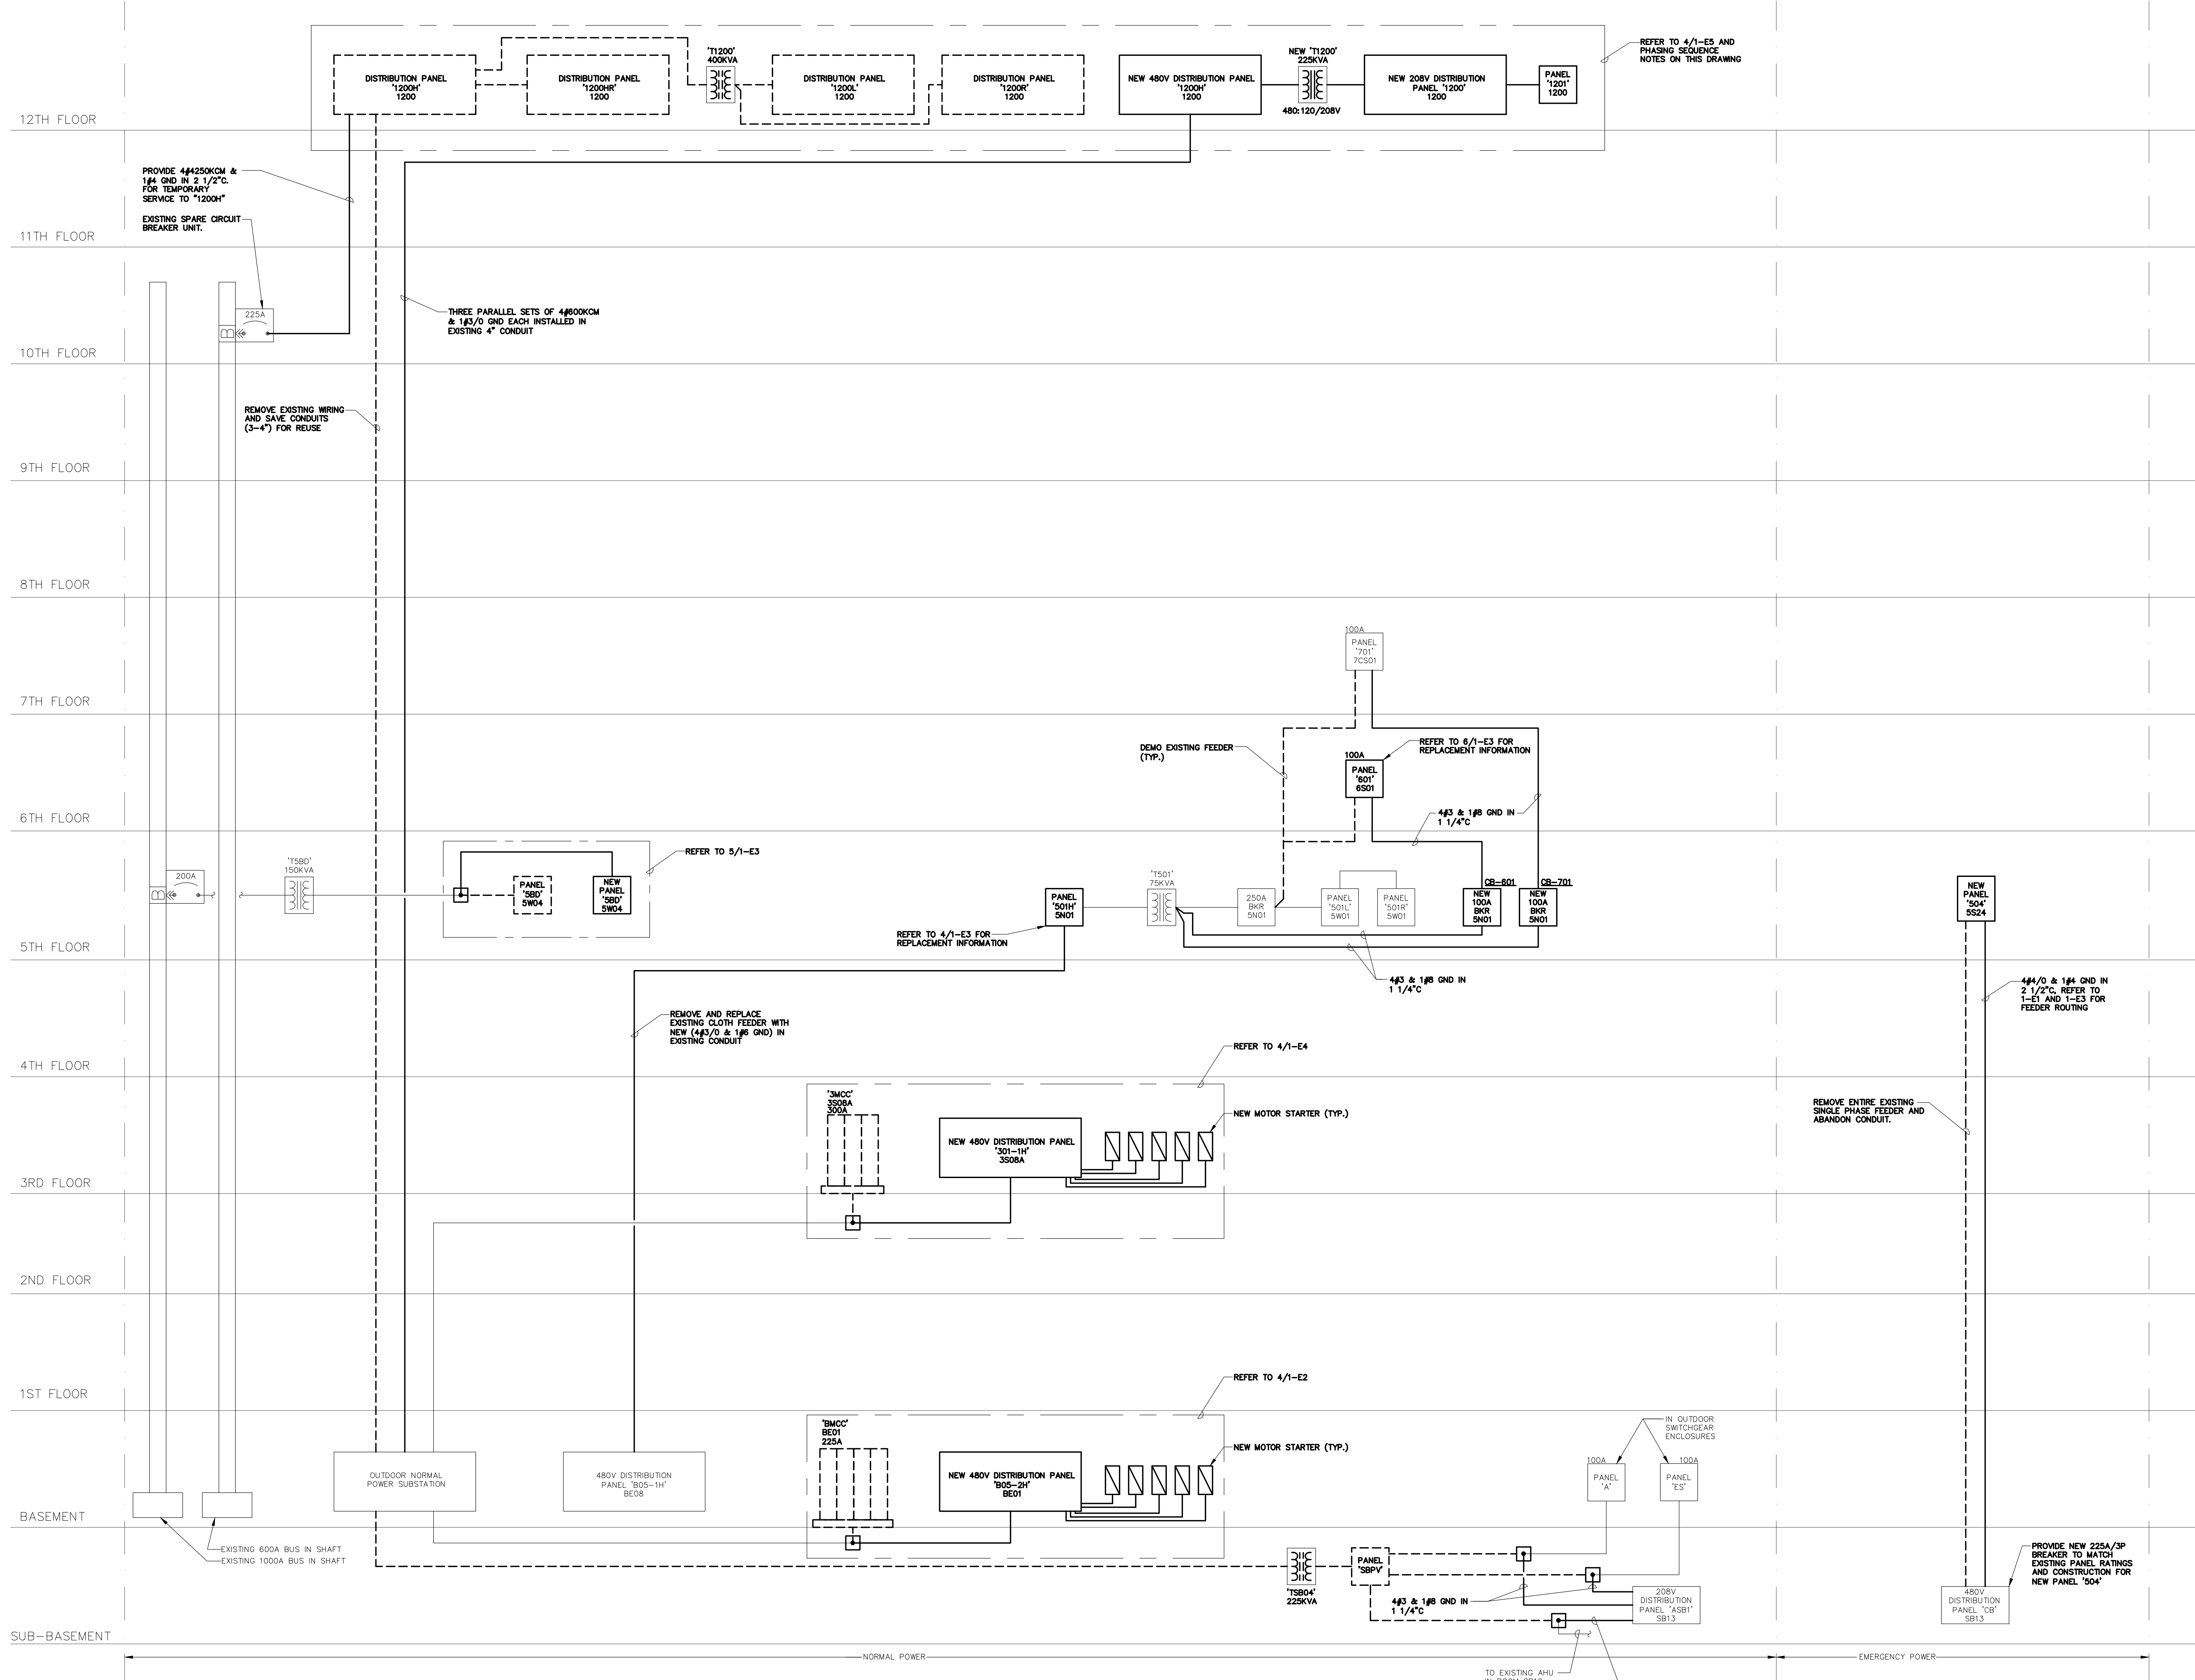 'T1200'
400KVA
DISTRIBUTION PANEL
'1200H'
1200
DISTRIBUTION PANEL
'1200HR'
1200
DISTRIBUTION PANEL
'1200L'
1200
DISTRIBUTION PANEL
'1200R'
1200
NEW 480V DISTRIBUTION PANEL
'1200H'
1200
NEW 'T1200'
225KVA
480:120/208V
NEW 208V DISTRIBUTION
PANEL '1200'
1200
PANEL
'1201'
1200
REFER TO 4/1-E5 AND
PHASING SEQUENCE
NOTES ON THIS DRAWING
12TH FLOOR
PROVIDE 4#4250KCM &
1#4 GND IN 2 1/2"C.
FOR TEMPORARY
SERVICE TO "1200H"
EXISTING SPARE CIRCUIT
BREAKER UNIT.
11TH FLOOR
225A
THREE PARALLEL SETS OF 4#600KCM
& 1#3/0 GND EACH INSTALLED IN
EXISTING 4" CONDUIT
10TH FLOOR
REMOVE EXISTING WIRING
AND SAVE CONDUITS
(3-4") FOR REUSE
9TH FLOOR
8TH FLOOR
100A
PANEL
'701'
7CS01
7TH FLOOR
DEMO EXISTING FEEDER
(TYP.)
REFER TO 6/1-E3 FOR
REPLACEMENT INFORMATION
100A
PANEL
'601'
6S01
4#3 & 1#8 GND IN
1 1/4"C
6TH FLOOR
REFER TO 5/1-E3
200A
'T5BD'
150KVA
PANEL
'5BD'
5W04
NEW
PANEL
'5BD'
5W04
PANEL
'501H'
5N01
'T501'
75KVA
250A
BKR
5N01
PANEL
'501L'
5W01
PANEL
'501R'
5W01
CB-601
NEW
100A
BKR
5N01
CB-701
NEW
100A
BKR
5N01
NEW
PANEL
'504'
5S24
REFER TO 4/1-E3 FOR
REPLACEMENT INFORMATION
5TH FLOOR
4#3 & 1#8 GND IN
1 1/4"C
4#4/0 & 1#4 GND IN
2 1/2"C, REFER TO
1-E1 AND 1-E3 FOR
FEEDER ROUTING
REMOVE AND REPLACE
EXISTING CLOTH FEEDER WITH
NEW (4#3/0 & 1#6 GND) IN
EXISTING CONDUIT
REFER TO 4/1-E4
4TH FLOOR
'3MCC'
3S08A
300A
NEW MOTOR STARTER (TYP.)
REMOVE ENTIRE EXISTING
SINGLE PHASE FEEDER AND
ABANDON CONDUIT.
NEW 480V DISTRIBUTION PANEL
'301-1H'
3S08A
3RD FLOOR
2ND FLOOR
REFER TO 4/1-E2
1ST FLOOR
'BMCC'
BE01
225A
NEW MOTOR STARTER (TYP.)
IN OUTDOOR
SWITCHGEAR
ENCLOSURES
OUTDOOR NORMAL
POWER SUBSTATION
480V DISTRIBUTION
PANEL 'B05-1H'
BE08
NEW 480V DISTRIBUTION PANEL
'B05-2H'
BE01
100A
PANEL
'A'
100A
PANEL
'ES'
BASEMENT
EXISTING 600A BUS IN SHAFT
EXISTING 1000A BUS IN SHAFT
'TSB04'
225KVA
PANEL
'SBPV'
4#3 & 1#8 GND IN
1 1/4"C
208V
DISTRIBUTION
PANEL 'ASB1'
SB13
480V
DISTRIBUTION
PANEL 'CB'
SB13
PROVIDE NEW 225A/3P
BREAKER TO MATCH
EXISTING PANEL RATINGS
AND CONSTRUCTION FOR
NEW PANEL '504'
SUB-BASEMENT
NORMAL POWER
EMERGENCY POWER
TO EXISTING AHU